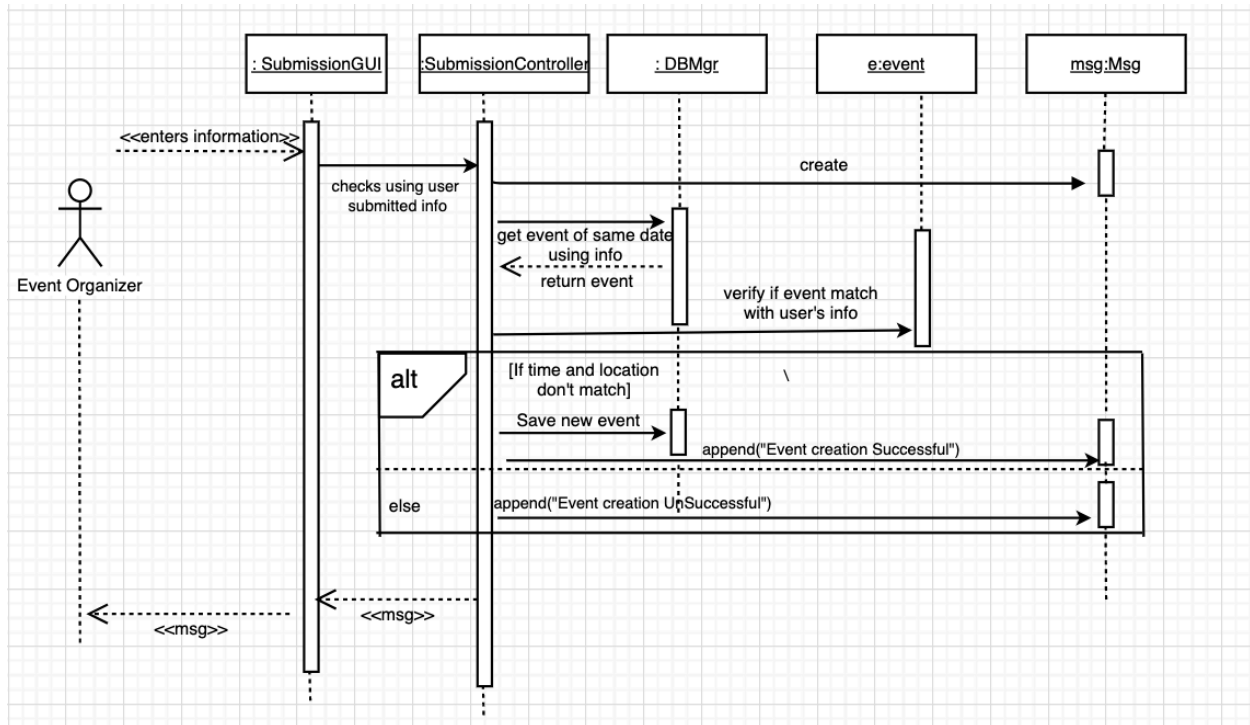 : SubmissionGUI
:SubmissionController
: DBMgr
e:event
msg:Msg
<<enters information>>
checks using user
submitted info
create
get event of same date
using info
return event
Event Organizer
verify if event match
with user's info
alt
[If time and location
don't match]
\
Save new event
append("Event creation Successful")
else
append("Event creation UnSuccessful")
<<msg>>
<<msg>>